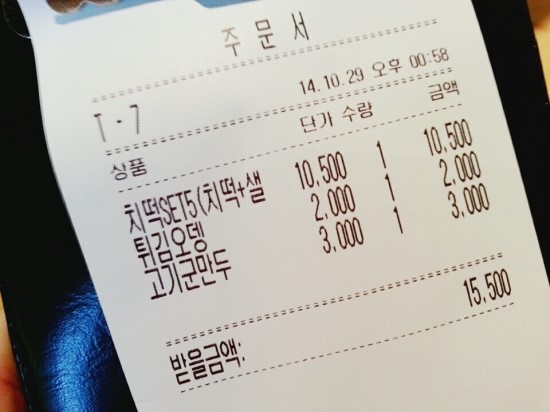 주문서
T-7
14.10.29 오후 00:58
상품 단가 수량 금액
치떡SET5(치떡+샐 10,500 1 10,500
튀김오뎅 2,000 1 2,000
고기군만두 3,000 1 3,000
15,500
받을금액: